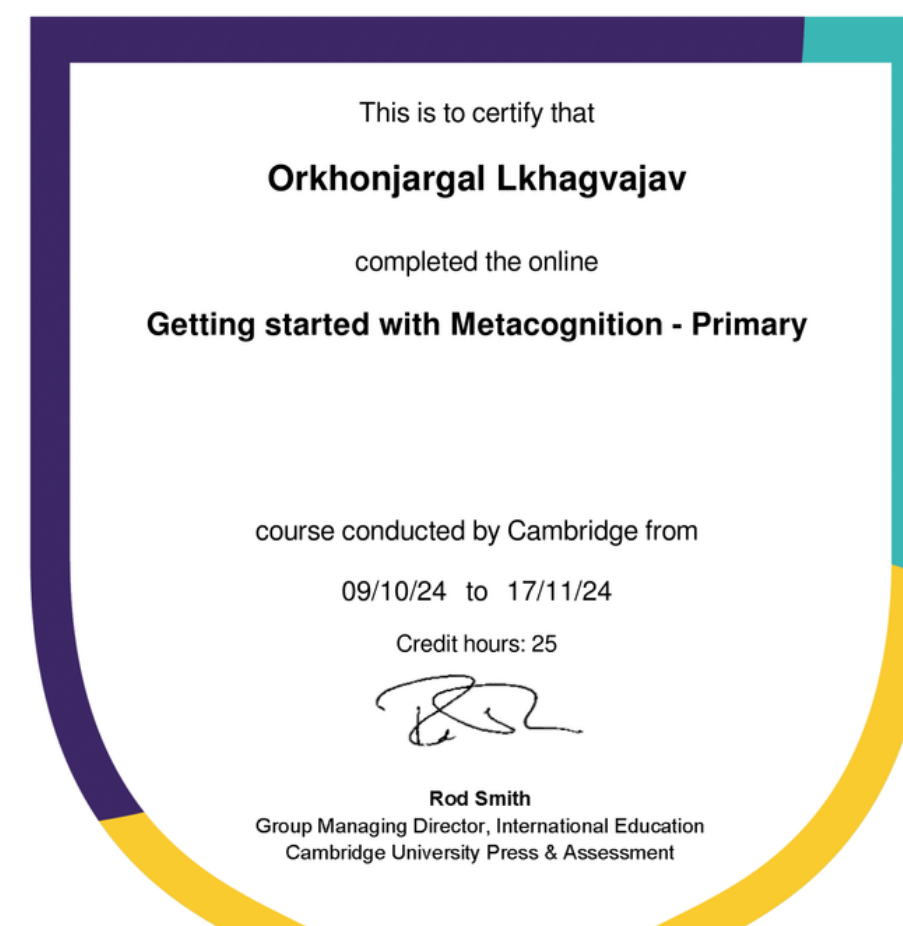 This is to certify that
Orkhonjargal Lkhagvajav
completed the online
Getting started with Metacognition - Primary
course conducted by Cambridge from
09/10/24 to 17/11/24
Credit hours: 25
Rod Smith
Group Managing Director, International Education
Cambridge University Press & Assessment